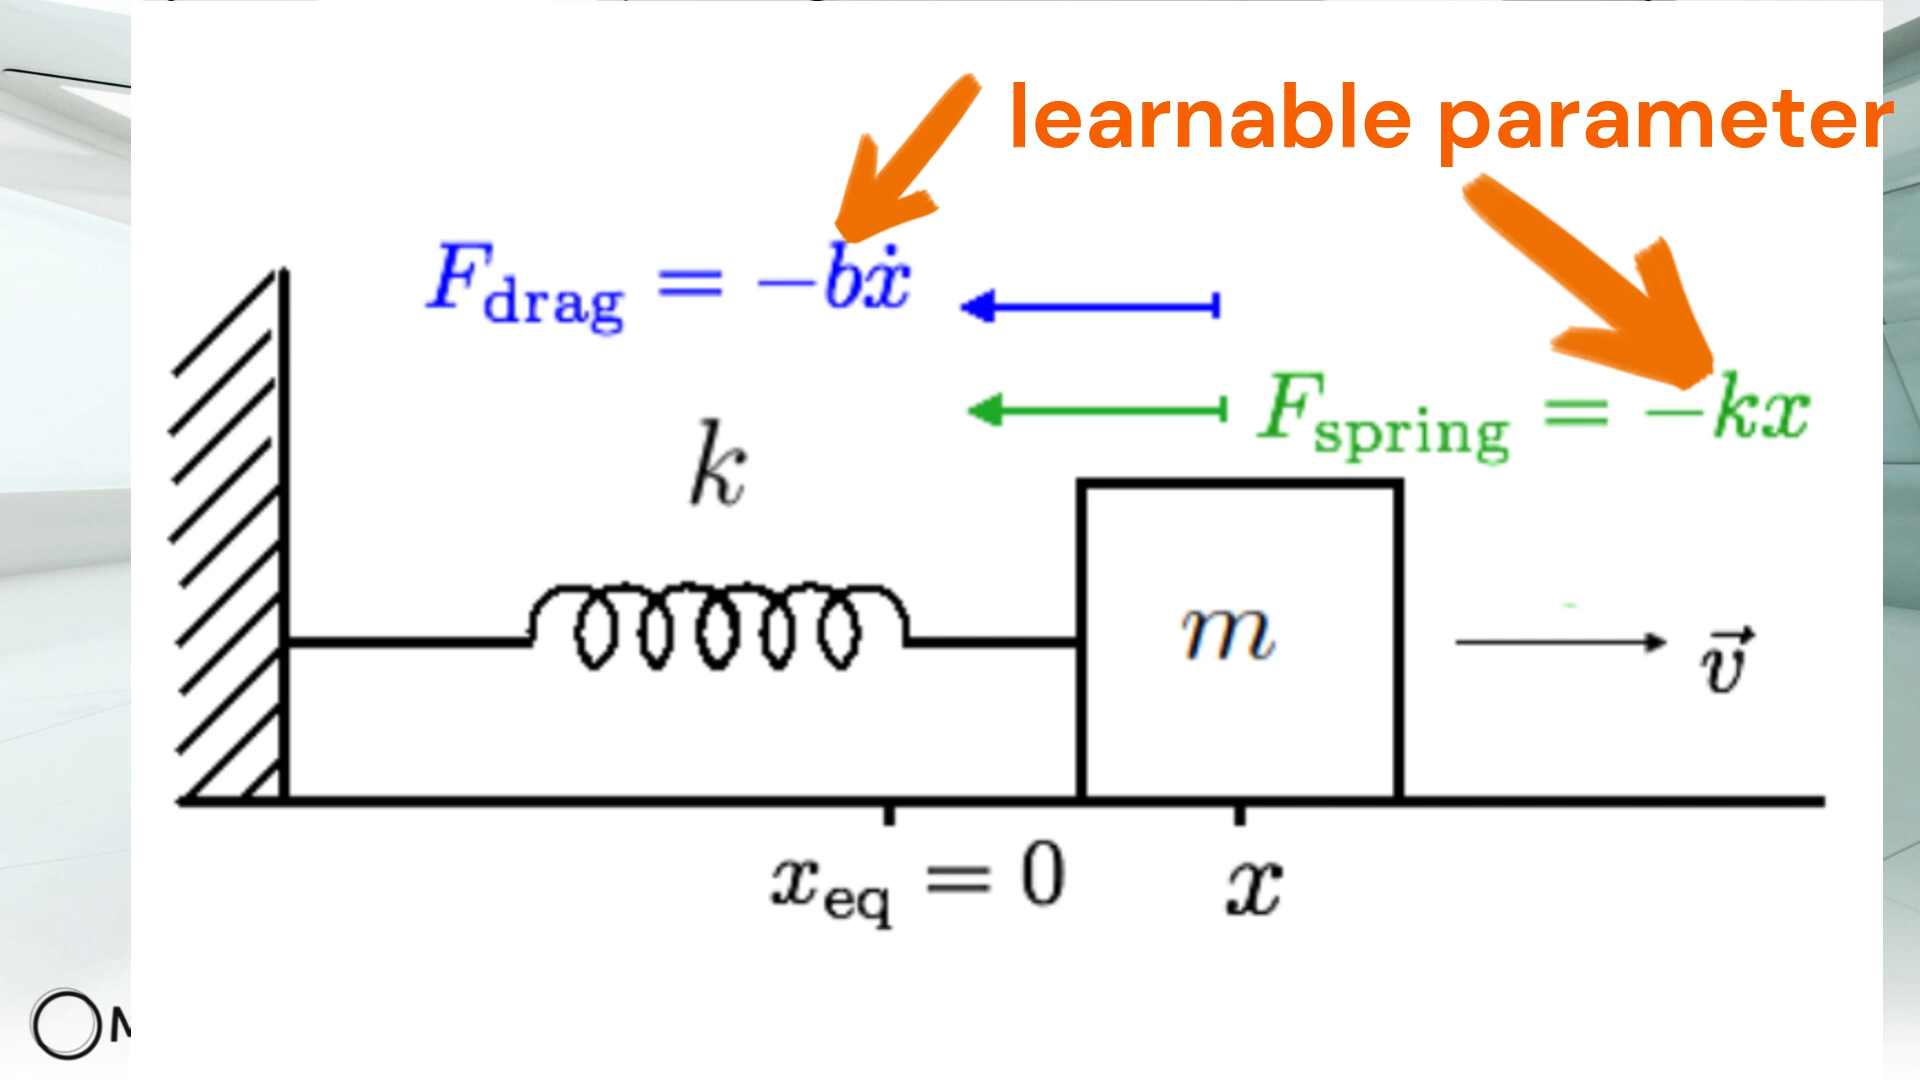 learnable parameter
F_drag = −bẋ
F_spring = −kx
k
m
v⃗
x_eq = 0
x